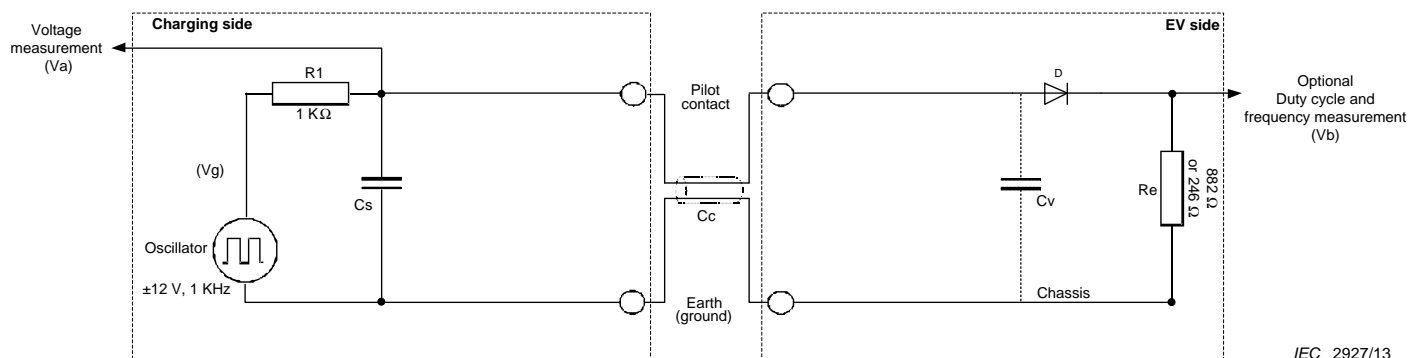 Charging side
EV side
Voltage
measurement
(Va)
R1
1 KΩ
(Vg)
Cs
Oscillator
±12 V, 1 KHz
Pilot
contact
Cc
Earth
(ground)
D
Cv
Re
882 Ω
or 246 Ω
Chassis
Optional
Duty cycle and
frequency measurement
(Vb)
IEC 2927/13